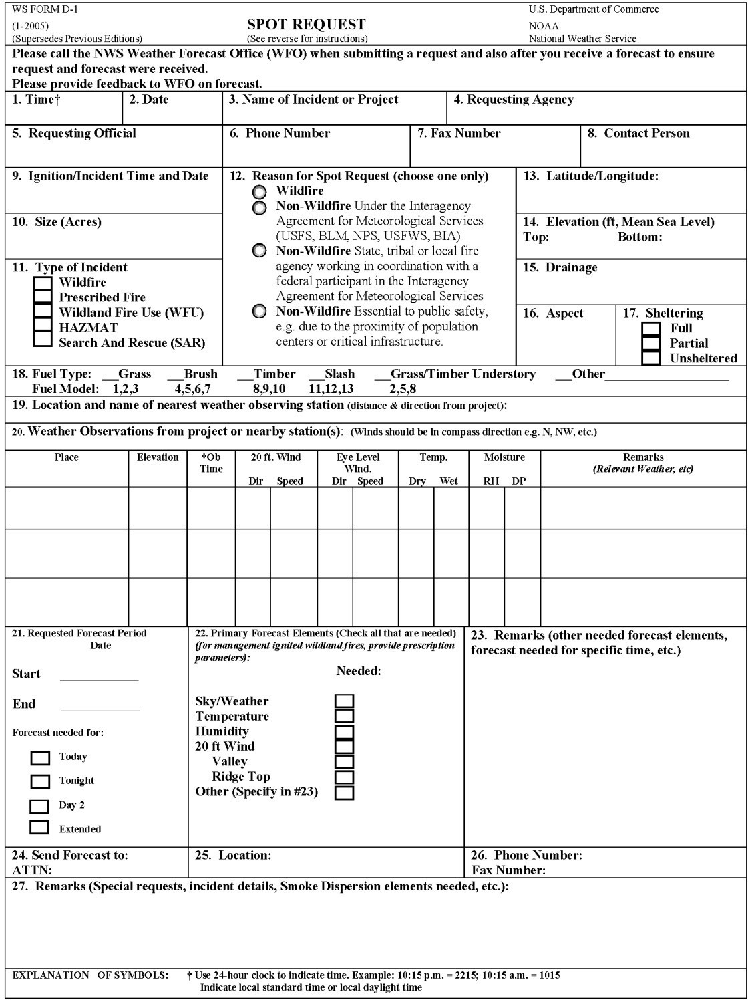 WS FORM D-1 U.S. Department of Commerce
(1-2005) SPOT REQUEST NOAA
(Supersedes Previous Editions) (See reverse for instructions) National Weather Service
Please call the NWS Weather Forecast Office (WFO) when submitting a request and also after you receive a forecast to ensure
request and forecast were received.
Please provide feedback to WFO on forecast.
1. Time† 2. Date 3. Name of Incident or Project 4. Requesting Agency
5. Requesting Official 6. Phone Number 7. Fax Number 8. Contact Person
9. Ignition/Incident Time and Date
10. Size (Acres)
11. Type of Incident
Wildfire
Prescribed Fire
Wildland Fire Use (WFU)
HAZMAT
Search And Rescue (SAR)
12. Reason for Spot Request (choose one only)
Wildfire
Non-Wildfire Under the Interagency
Agreement for Meteorological Services
(USFS, BLM, NPS, USFWS, BIA)
Non-Wildfire State, tribal or local fire
agency working in coordination with a
federal participant in the Interagency
Agreement for Meteorological Services
Non-Wildfire Essential to public safety,
e.g. due to the proximity of population
centers or critical infrastructure.
13. Latitude/Longitude:
14. Elevation (ft, Mean Sea Level)
Top: Bottom:
15. Drainage
16. Aspect 17. Sheltering
Full
Partial
Unsheltered
18. Fuel Type: __Grass __Brush __Timber __Slash __Grass/Timber Understory __Other____________________
Fuel Model: 1,2,3 4,5,6,7 8,9,10 11,12,13 2,5,8
19. Location and name of nearest weather observing station (distance & direction from project):
20. Weather Observations from project or nearby station(s): (Winds should be in compass direction e.g. N, NW, etc.)
Place Elevation †Ob 20 ft. Wind Eye Level Temp. Moisture Remarks
Time Wind. (Relevant Weather, etc)
Dir Speed Dir Speed Dry Wet RH DP
21. Requested Forecast Period
Date
Start ____________
End ____________
Forecast needed for:
Today
Tonight
Day 2
Extended
22. Primary Forecast Elements (Check all that are needed)
(for management ignited wildland fires, provide prescription
parameters):
Needed:
Sky/Weather
Temperature
Humidity
20 ft Wind
Valley
Ridge Top
Other (Specify in #23)
23. Remarks (other needed forecast elements,
forecast needed for specific time, etc.)
24. Send Forecast to: 25. Location: 26. Phone Number:
ATTN: Fax Number:
27. Remarks (Special requests, incident details, Smoke Dispersion elements needed, etc.):
EXPLANATION OF SYMBOLS: † Use 24-hour clock to indicate time. Example: 10:15 p.m. = 2215; 10:15 a.m. = 1015
Indicate local standard time or local daylight time